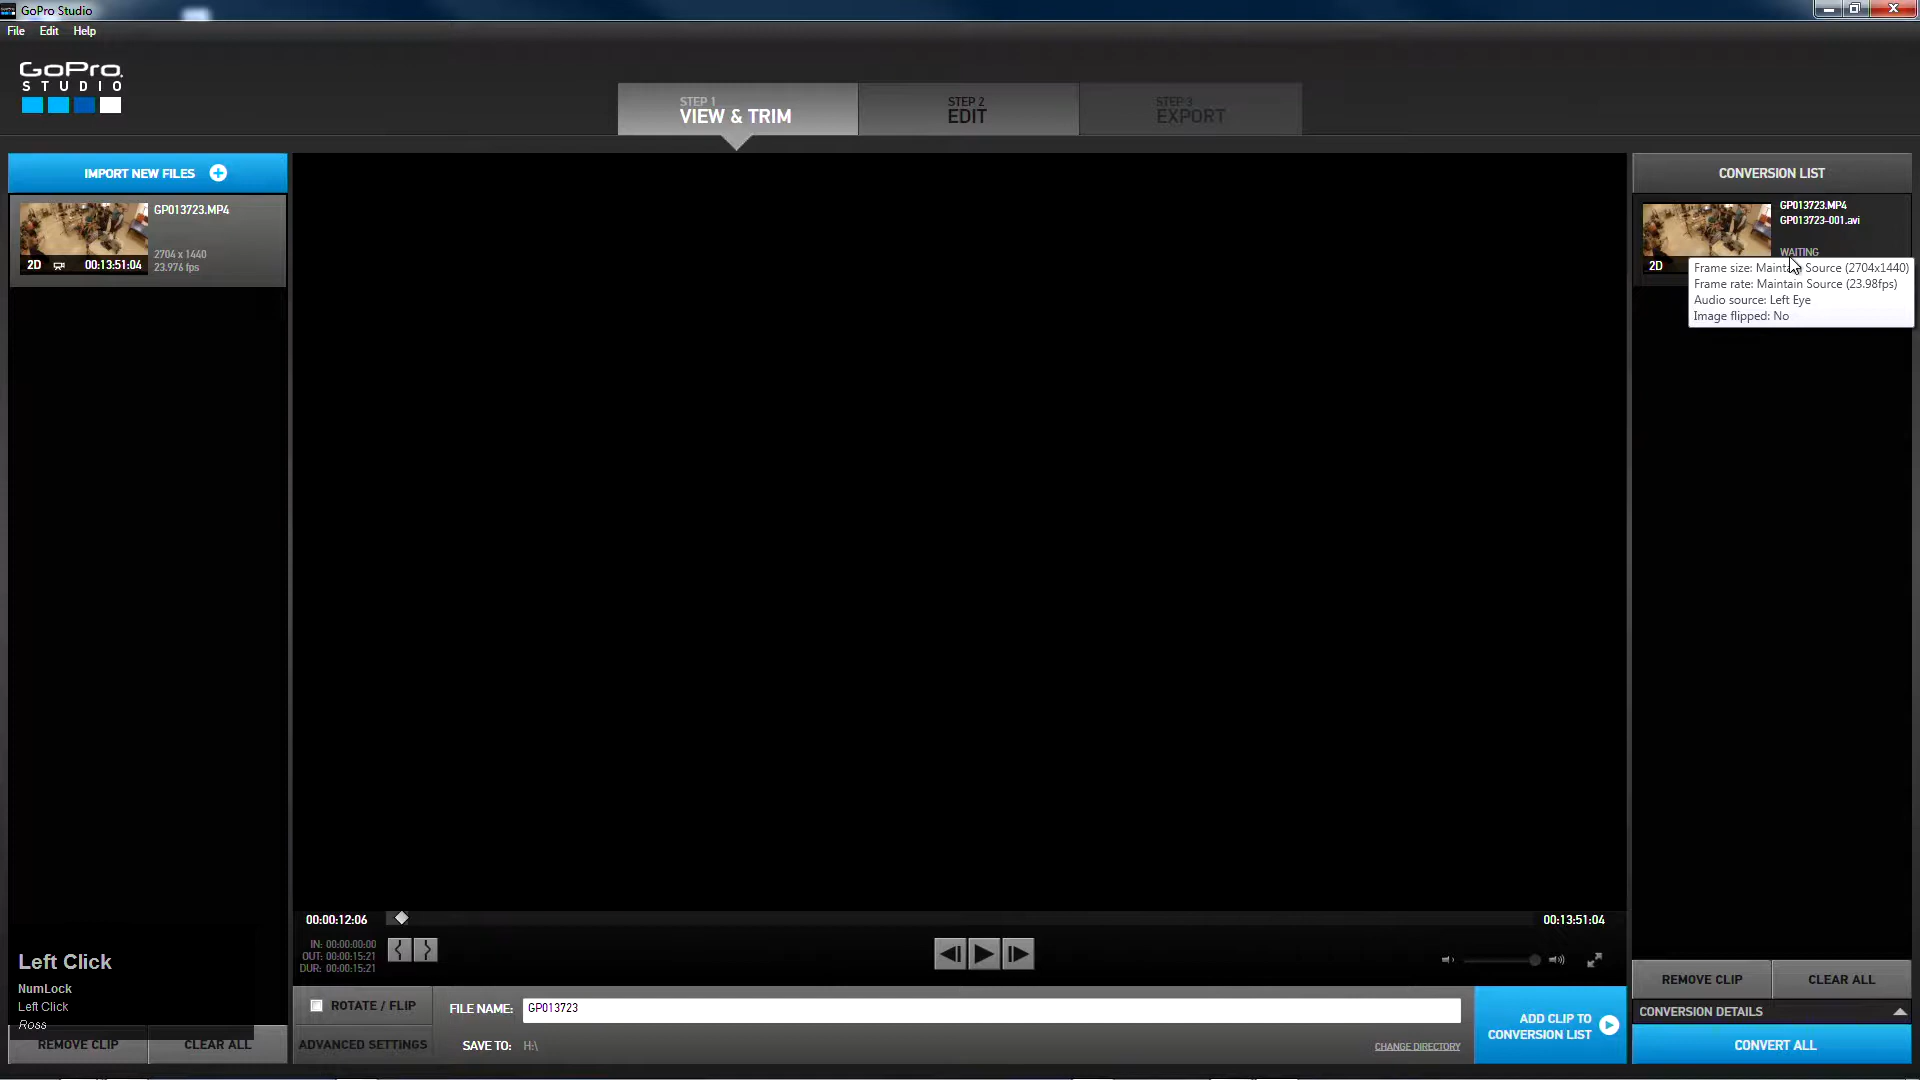 GoPro Studio
File Edit Help
GoPro
STUDIO
STEP 1
VIEW & TRIM
STEP 2
EDIT
STEP 3
EXPORT
IMPORT NEW FILES
GP013723.MP4
2704 x 1440
23.976 fps
2D 00:13:51:04
CONVERSION LIST
GP013723.MP4
GP013723-001.avi
WAITING
2D
Frame size: Maintain Source (2704x1440)
Frame rate: Maintain Source (23.98fps)
Audio source: Left Eye
Image flipped: No
00:00:12:06
00:13:51:04
IN: 00:00:00:00
OUT: 00:00:15:21
DUR: 00:00:15:21
Left Click
NumLock
Left Click
Ross
REMOVE CLIP CLEAR ALL
ROTATE / FLIP
ADVANCED SETTINGS
FILE NAME: GP013723
SAVE TO: H:\
CHANGE DIRECTORY
ADD CLIP TO
CONVERSION LIST
REMOVE CLIP CLEAR ALL
CONVERSION DETAILS
CONVERT ALL